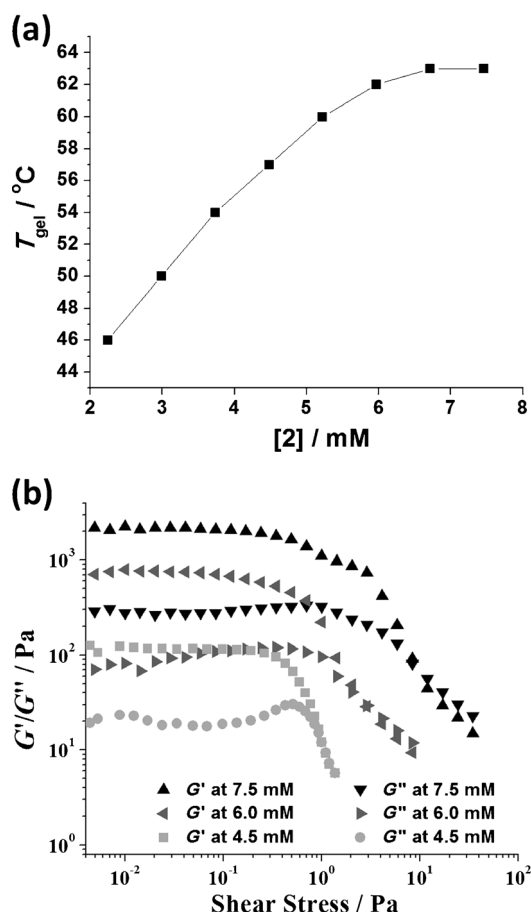 (a)
64
62
60
58
56
54
52
50
48
46
44
T_gel / °C
2 3 4 5 6 7 8
[2] / mM
(b)
10³
10²
10¹
10⁰
G'/G'' / Pa
G' at 7.5 mM G'' at 7.5 mM
G' at 6.0 mM G'' at 6.0 mM
G' at 4.5 mM G'' at 4.5 mM
10⁻² 10⁻¹ 10⁰ 10¹ 10²
Shear Stress / Pa